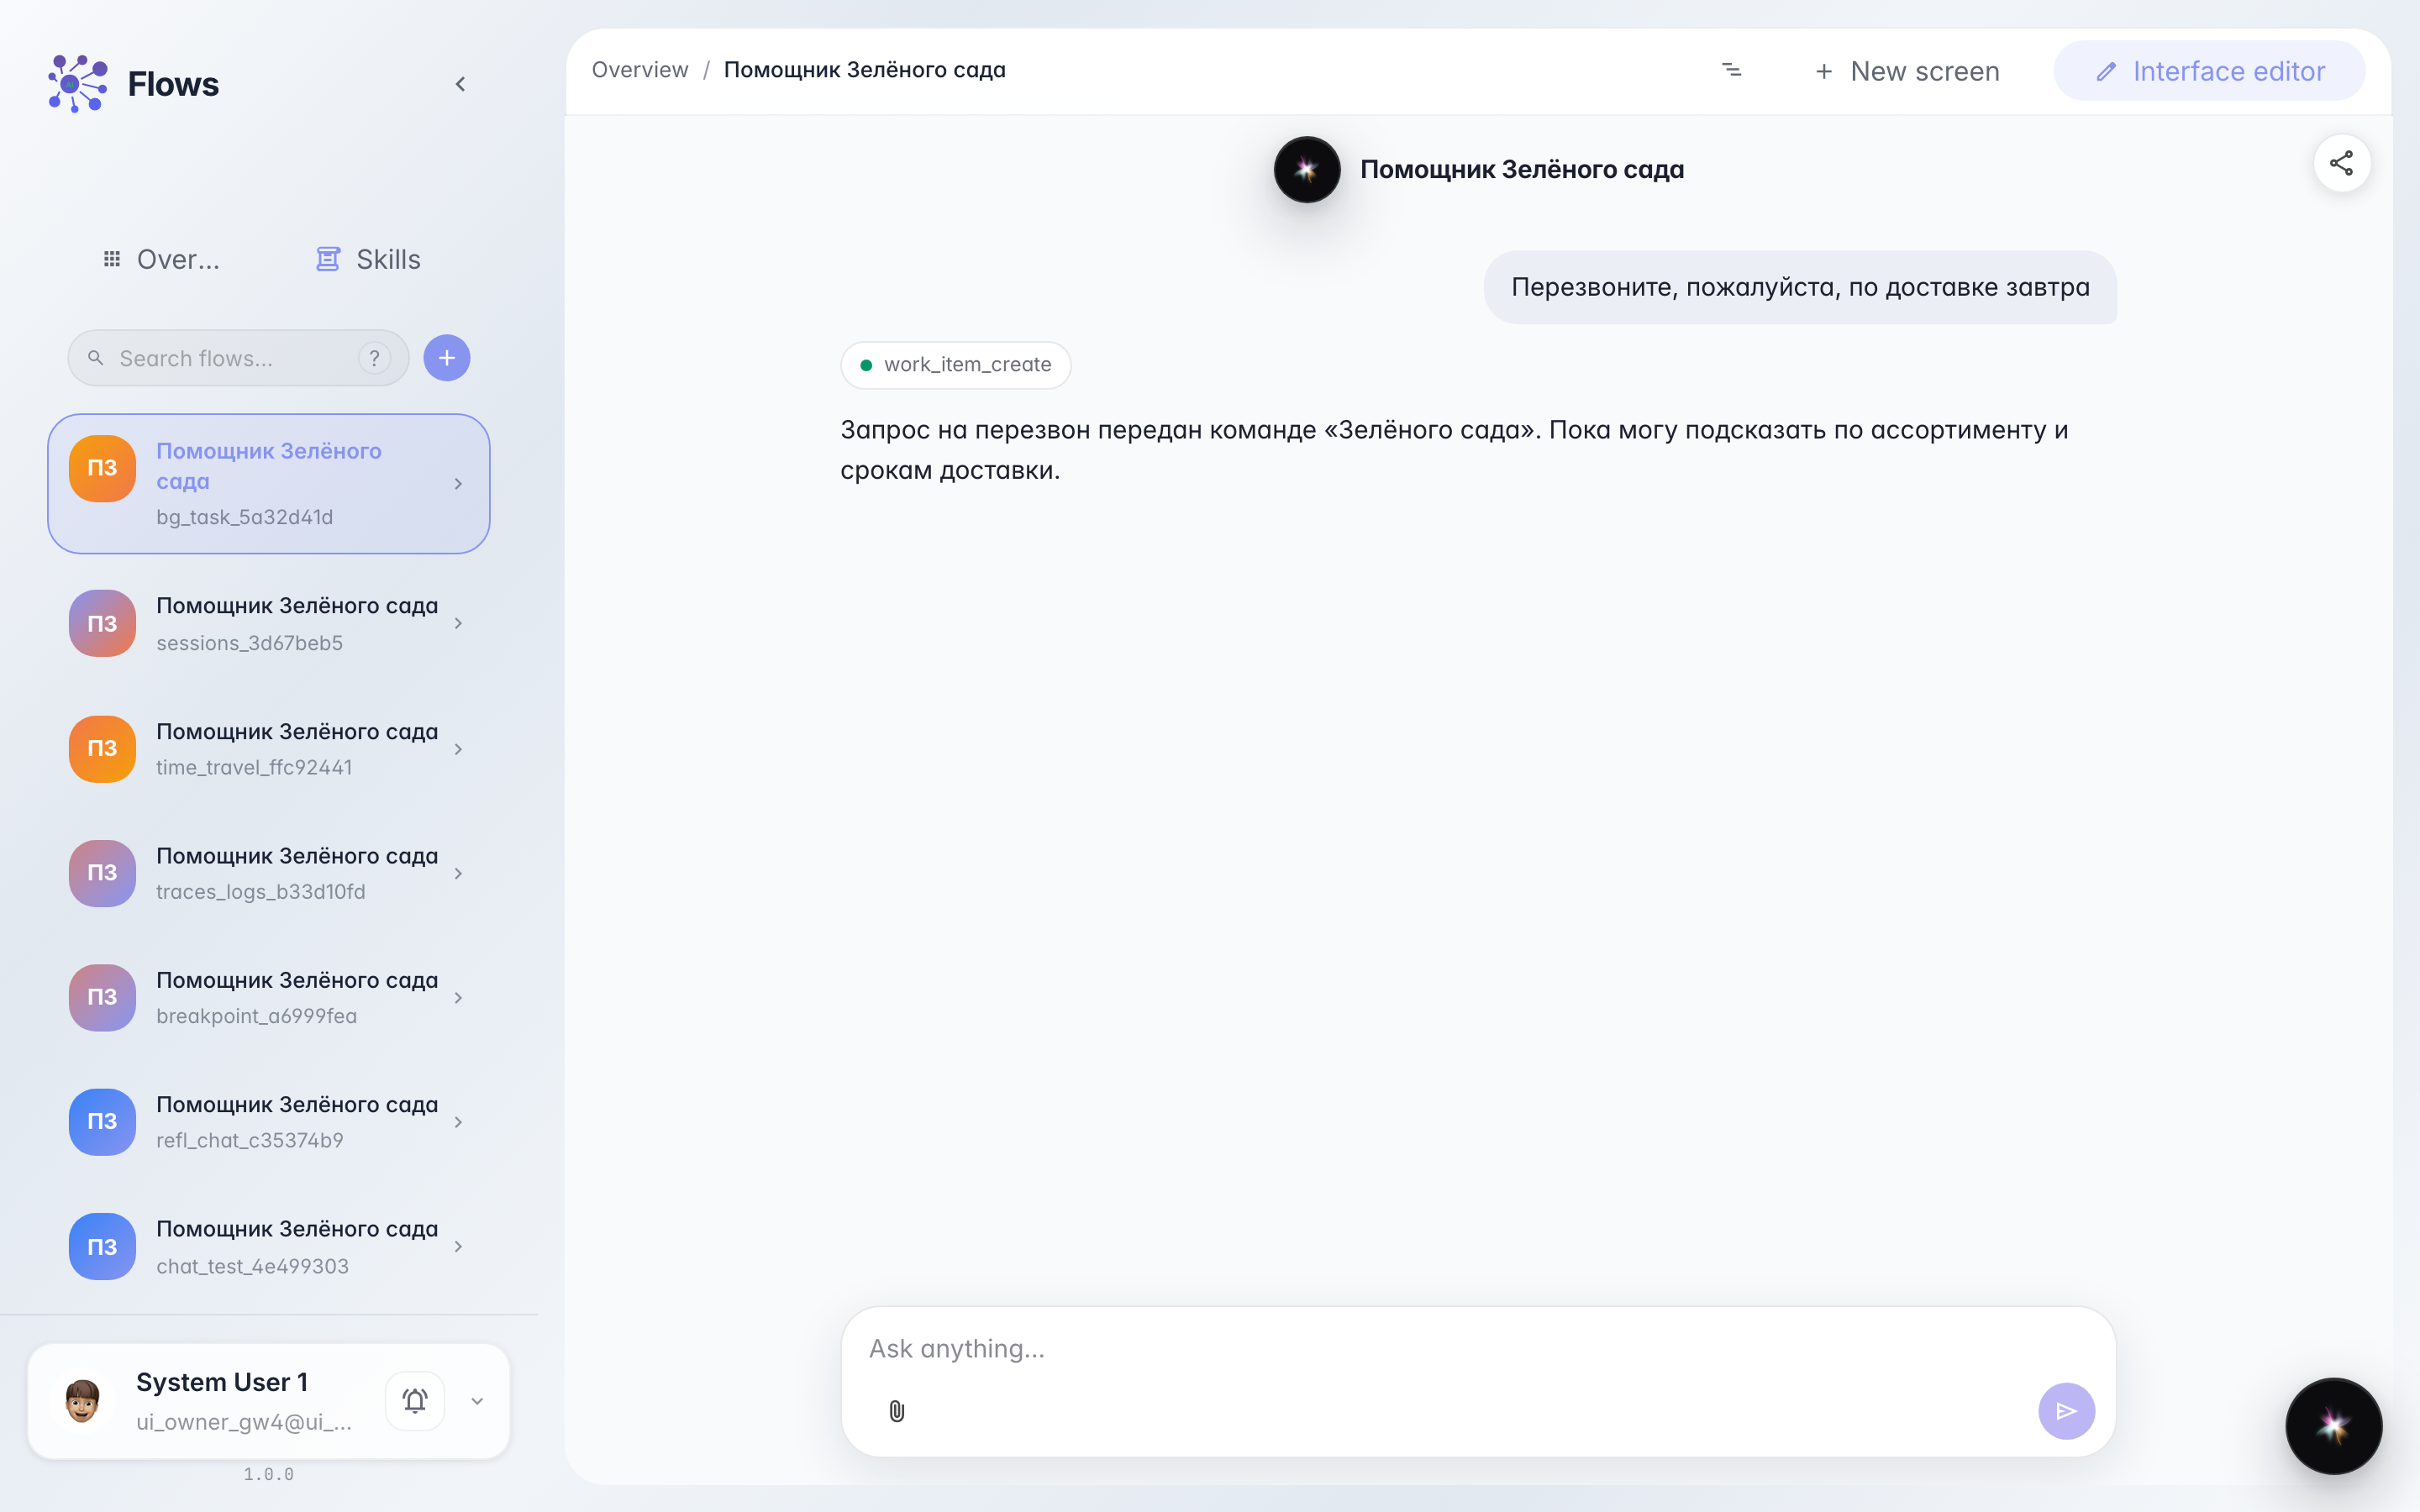 Flows
Over...
Skills
Search flows...
?
ПЗ
Помощник Зелёного
сада
bg_task_5a32d41d
ПЗ
Помощник Зелёного сада
sessions_3d67beb5
ПЗ
Помощник Зелёного сада
time_travel_ffc92441
ПЗ
Помощник Зелёного сада
traces_logs_b33d10fd
ПЗ
Помощник Зелёного сада
breakpoint_a6999fea
ПЗ
Помощник Зелёного сада
refl_chat_c35374b9
ПЗ
Помощник Зелёного сада
chat_test_4e499303
System User 1
ui_owner_gw4@ui_...
1.0.0
Overview / Помощник Зелёного сада
+ New screen
Interface editor
Помощник Зелёного сада
Перезвоните, пожалуйста, по доставке завтра
work_item_create
Запрос на перезвон передан команде «Зелёного сада». Пока могу подсказать по ассортименту и
срокам доставки.
Ask anything...